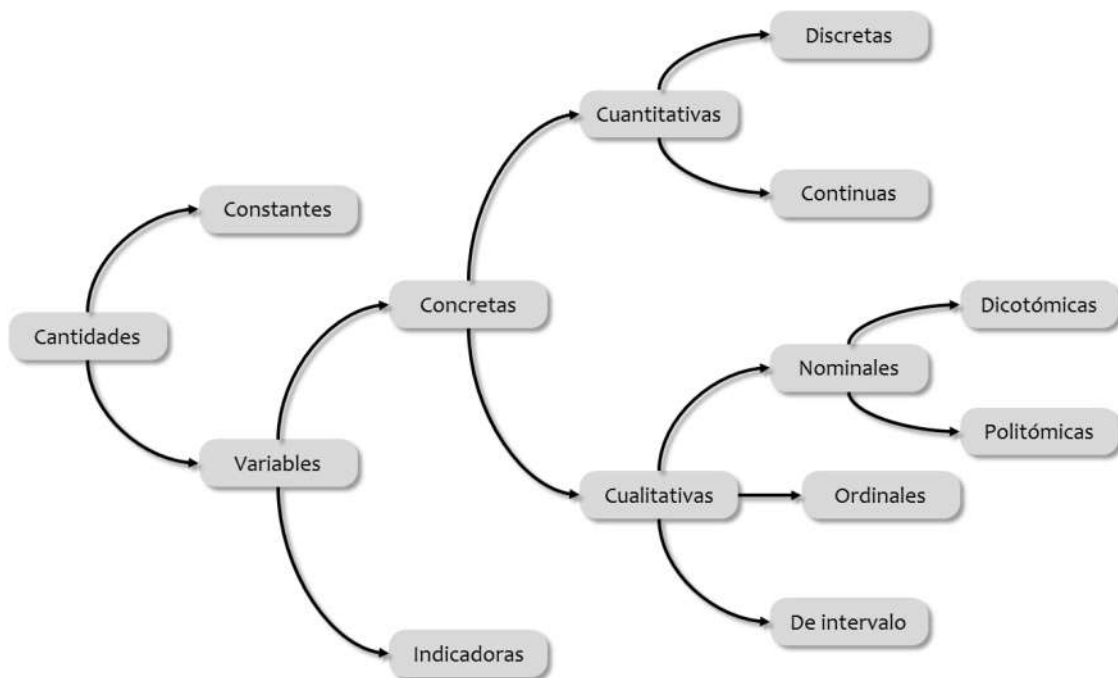 Discretas
Cuantitativas
Continuas
Constantes
Concretas
Dicotómicas
Cantidades
Nominales
Politómicas
Variables
Cualitativas
Ordinales
De intervalo
Indicadoras